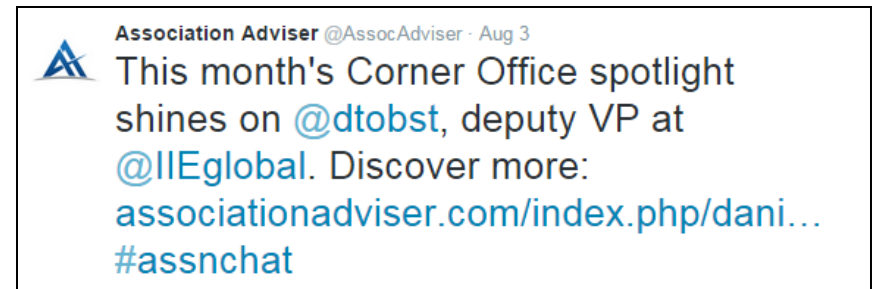 Association Adviser @AssocAdviser · Aug 3
This month's Corner Office spotlight
shines on @dtobst, deputy VP at
@IIEglobal. Discover more:
associationadviser.com/index.php/dani…
#assnchat